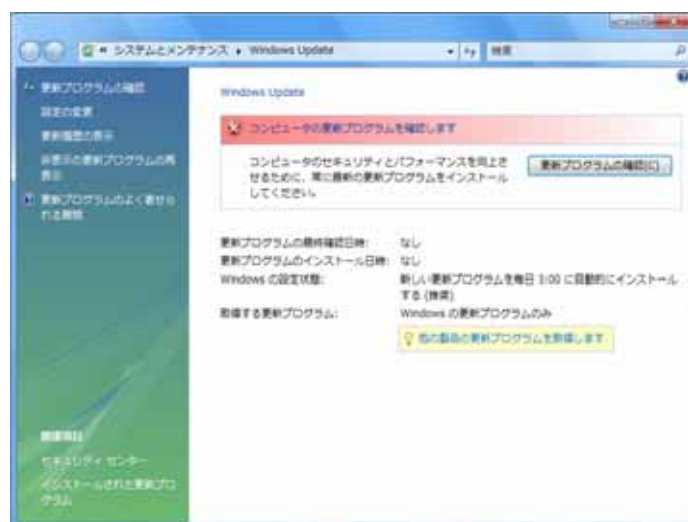 システムとメンテナンス ▸ Windows Update
検索
更新プログラムの確認
設定の変更
更新履歴の表示
非表示の更新プログラムの再
表示
更新プログラムのよく寄せら
れる質問
Windows Update
コンピュータの更新プログラムを確認します
コンピュータのセキュリティとパフォーマンスを向上さ
せるために、常に最新の更新プログラムをインストール
してください。
更新プログラムの確認(C)
更新プログラムの最終確認日時: なし
更新プログラムのインストール日時: なし
Windows の設定状態: 新しい更新プログラムを毎日 3:00 に自動的にインストール
する (推奨)
取得する更新プログラム: Windows の更新プログラムのみ
他の製品の更新プログラムを取得します
関連項目
セキュリティ センター
インストールされた更新プロ
グラム